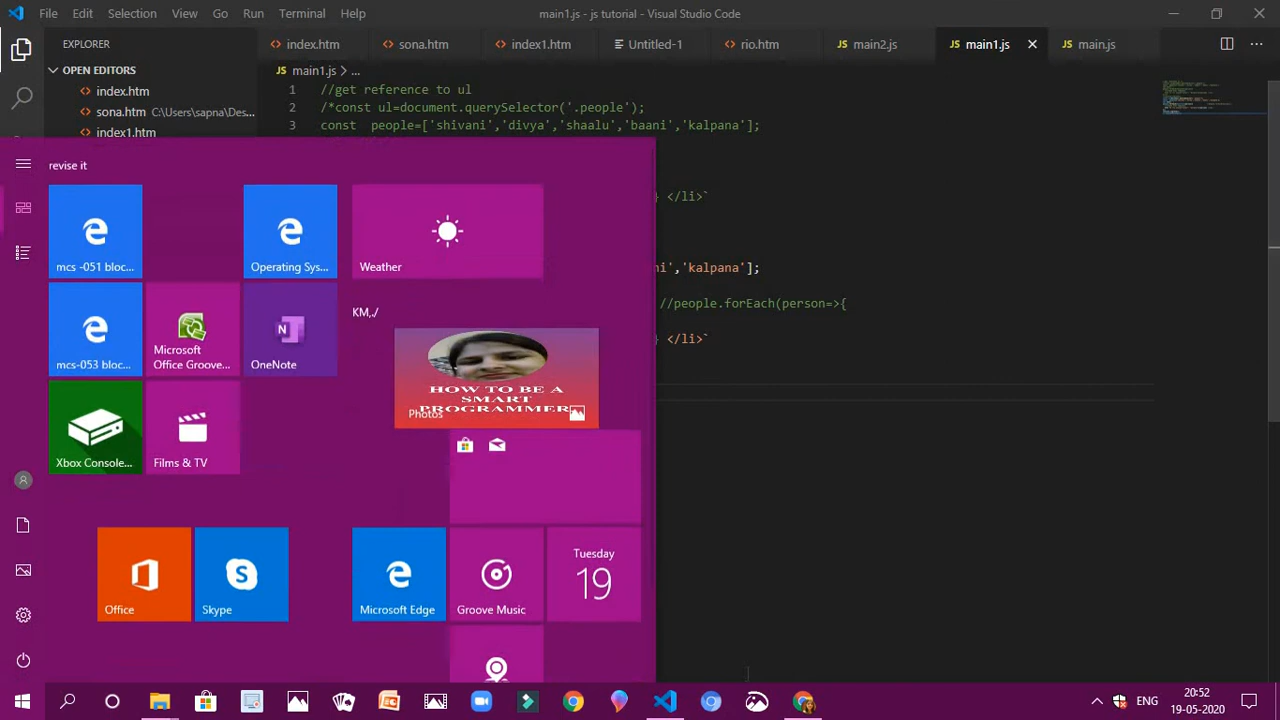 File Edit Selection View Go Run Terminal Help
main1.js - js tutorial - Visual Studio Code
EXPLORER
index.htm
sona.htm
index1.htm
Untitled-1
rio.htm
main2.js
main1.js
main.js
OPEN EDITORS
index.htm
sona.htm C:\Users\sapna\Des...
index1.htm
main1.js > ...
1 //get reference to ul
2 /*const ul=document.querySelector('.people');
3 const people=['shivani','divya','shaalu','baani','kalpana'];
} </li>`
ni','kalpana'];
//people.forEach(person=>{
} </li>`
revise it
mcs -051 bloc...
Operating Sys...
Weather
mcs-053 bloc...
Microsoft
Office Groove...
OneNote
KM,./
HOW TO BE A
SMART
PROGRAMMER
Photos
Xbox Console...
Films & TV
Office
Skype
Microsoft Edge
Groove Music
Tuesday
19
ENG
20:52
19-05-2020